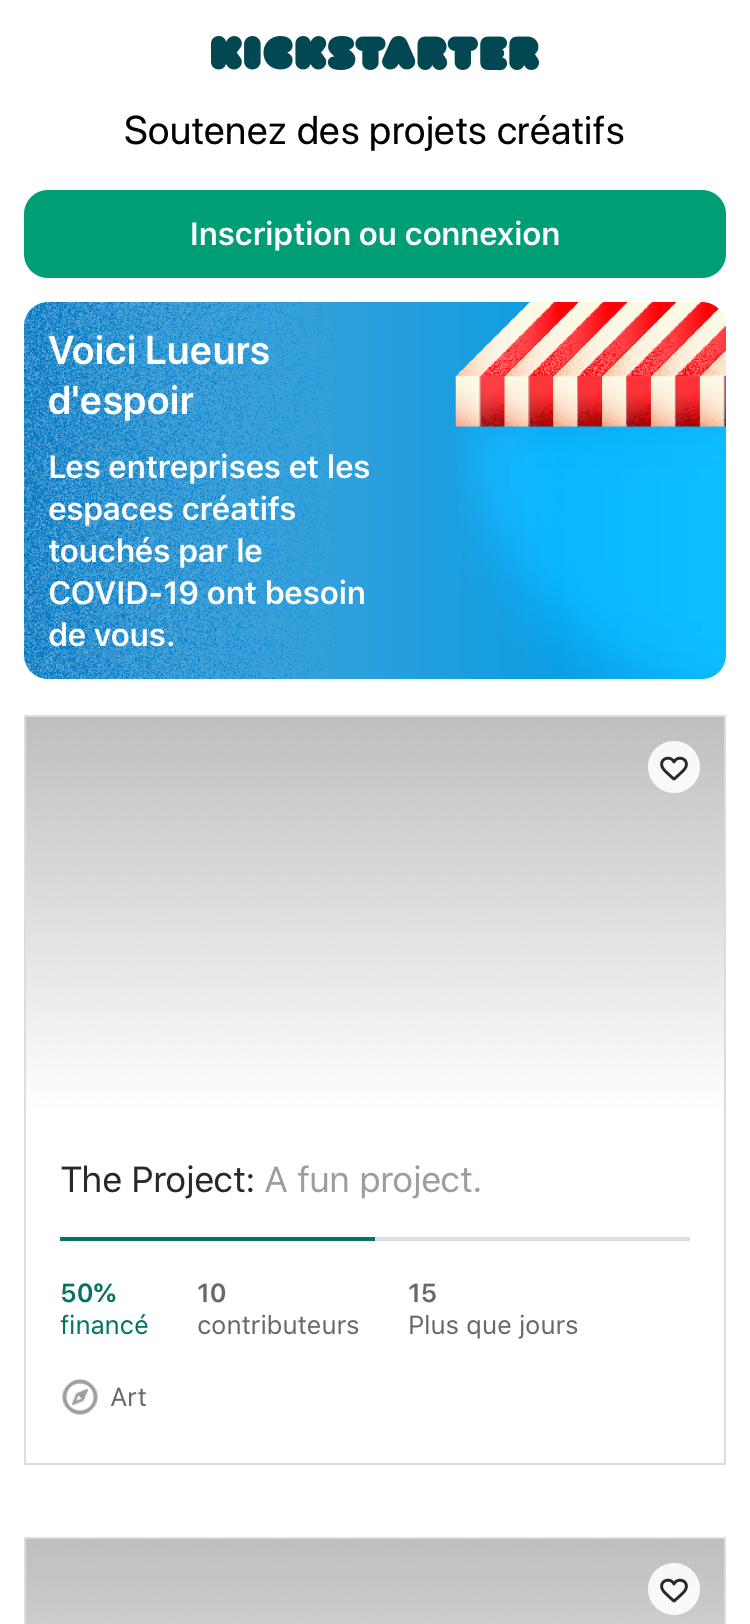 KICKSTARTER
Soutenez des projets créatifs
Inscription ou connexion
Voici Lueurs
d'espoir
Les entreprises et les
espaces créatifs
touchés par le
COVID-19 ont besoin
de vous.
The Project: A fun project.
50% 10 15
financé contributeurs Plus que jours
Art